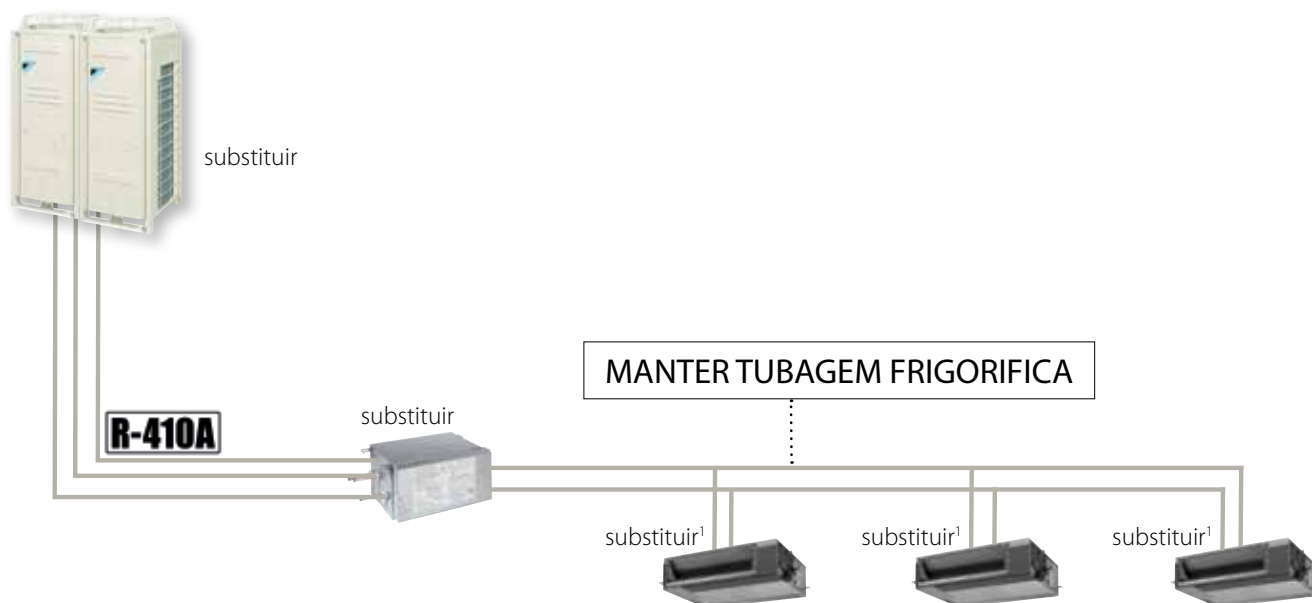 substituir
MANTER TUBAGEM FRIGORIFICA
substituir
R-410A
substituir¹
substituir¹
substituir¹